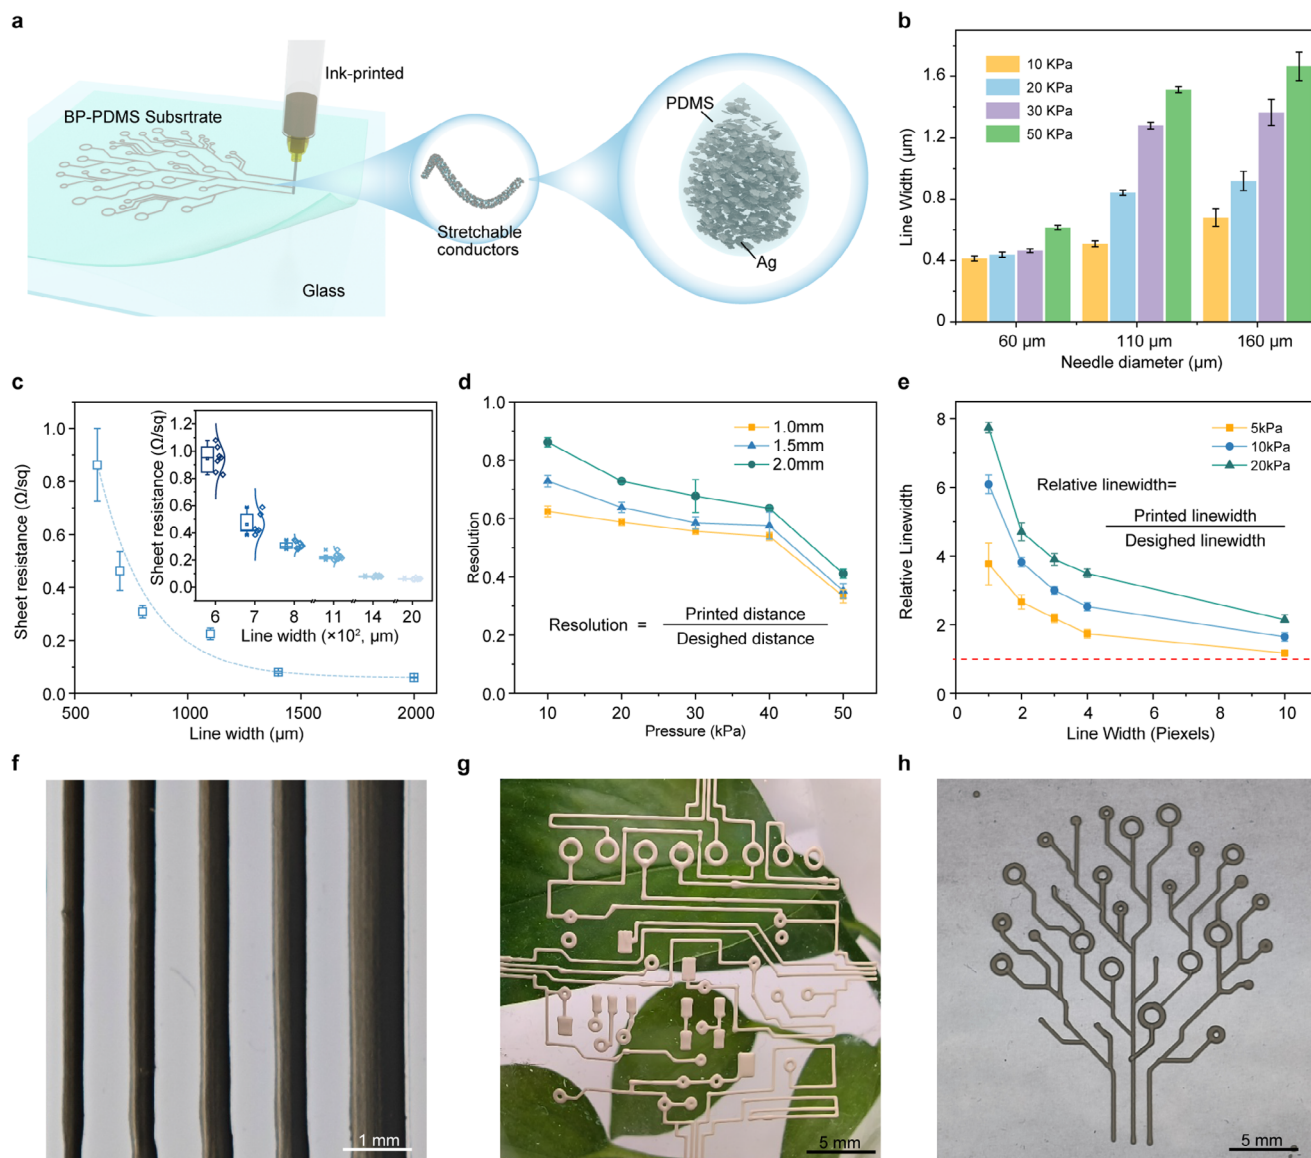 a
Ink-printed
BP-PDMS Subsrtrate
Stretchable
conductors
Glass
PDMS
Ag
b
10 KPa
20 KPa
30 KPa
50 KPa
1.6
1.2
0.8
0.4
0
Line Width (μm)
60 μm
110 μm
160 μm
Needle diameter (μm)
c
1.0
0.8
0.6
0.4
0.2
0.0
Sheet resistance (Ω/sq)
500
1000
1500
2000
Line width (μm)
1.2
1.0
0.8
0.6
0.4
0.2
0.0
Sheet resistance (Ω/sq)
6
7
8
11
14
20
Line width (×10², μm)
d
1.0
0.8
0.6
0.4
0.2
0.0
Resolution
1.0mm
1.5mm
2.0mm
Resolution = Printed distance
Desighed distance
10
20
30
40
50
Pressure (kPa)
e
8
6
4
2
0
Relative Linewidth
5kPa
10kPa
20kPa
Relative linewidth=
Printed linewidth
Desighed linewidth
0
2
4
6
8
10
Line Width (Piexels)
f
1 mm
g
5 mm
h
5 mm